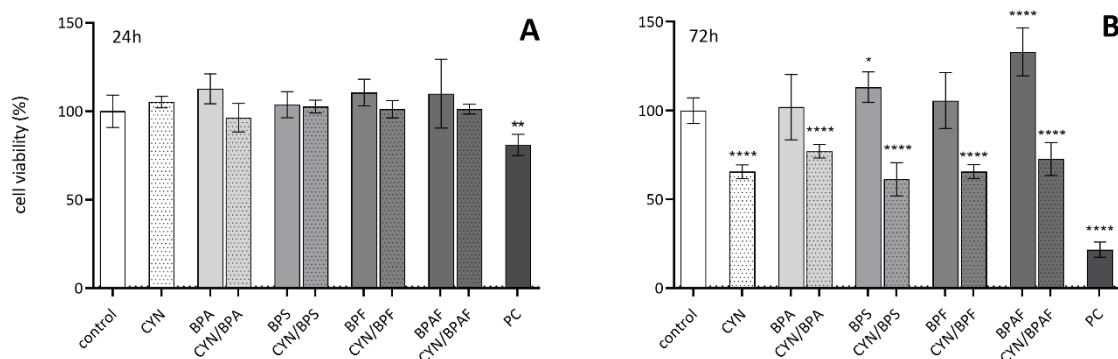 24h
A
cell viability (%)
150
100
50
0
**
control
CYN
BPA
CYN/BPA
BPS
CYN/BPS
BPF
CYN/BPF
BPAF
CYN/BPAF
PC
72h
B
150
100
50
0
****
****
*
****
****
****
****
****
control
CYN
BPA
CYN/BPA
BPS
CYN/BPS
BPF
CYN/BPF
BPAF
CYN/BPAF
PC